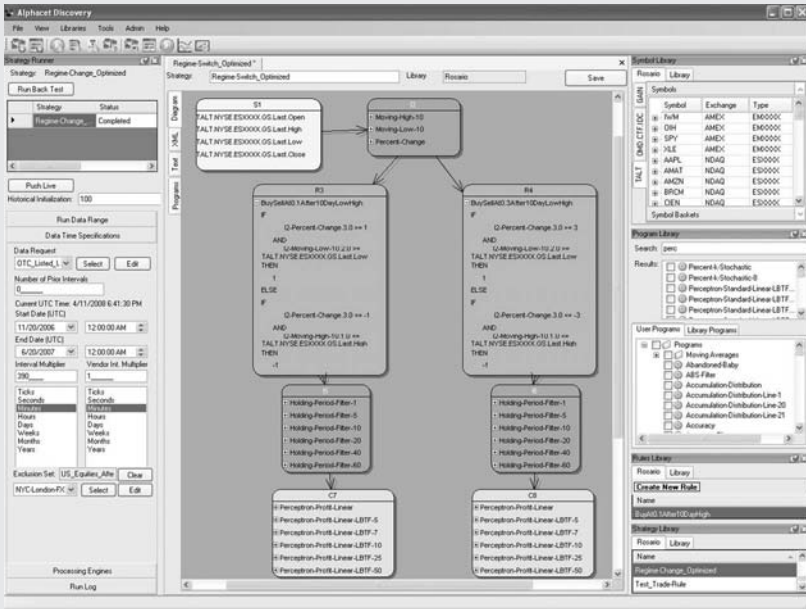 Alphacet Discovery
File View Libraries Tools Admin Help
Strategy Runner
Strategy: Regime-Change_Optimized
Run Back Test
Strategy Status
Regime-Change_... Completed
Push Live
Historical Initialization: 100
Run Data Range
Data Time Specifications
Data Request
OTC_Listed_L Select Edit
Number of Prior Intervals
0
Current UTC Time: 4/11/2008 6:41:30 PM
Start Date (UTC)
11/20/2006 12:00:00 AM
End Date (UTC)
6/20/2007 12:00:00 AM
Interval Multiplier Vendor Int. Multiplier
390 1
Ticks Ticks
Seconds Seconds
Minutes Minutes
Hours Hours
Days Days
Weeks Weeks
Months Months
Years Years
Exclusion Set: US_Equities_Afte Clear
NYC-London-FX Select Edit
Processing Engines
Run Log
Regime-Switch_Optimized *
Strategy: Regime-Switch_Optimized Library Rosario Save
Diagram
XML
Text
Programs
S1
TALT.NYSE.ESXXXX.GS.Last.Open
TALT.NYSE.ESXXXX.GS.Last.High
TALT.NYSE.ESXXXX.GS.Last.Low
TALT.NYSE.ESXXXX.GS.Last.Close
Moving-High-10
Moving-Low-10
Percent-Change
R3
BuySellAt0.1After10DayLowHigh
IF
I2-Percent-Change.3.0 >= 1
AND
I2-Moving-Low-10.2.0 >=
TALT.NYSE.ESXXXX.GS.Last.Low
THEN
1
ELSE
IF
I2-Percent-Change.3.0 <= -1
AND
I2-Moving-High-10.1.0 <=
TALT.NYSE.ESXXXX.GS.Last.High
THEN
-1
R4
BuySellAt0.3After10DayLowHigh
IF
I2-Percent-Change.3.0 >= 3
AND
I2-Moving-Low-10.2.0 >=
TALT.NYSE.ESXXXX.GS.Last.Low
THEN
1
ELSE
IF
I2-Percent-Change.3.0 <= -3
AND
I2-Moving-High-10.1.0 <=
TALT.NYSE.ESXXXX.GS.Last.High
THEN
-1
Holding-Period-Filter-1
Holding-Period-Filter-5
Holding-Period-Filter-10
Holding-Period-Filter-20
Holding-Period-Filter-40
Holding-Period-Filter-60
Holding-Period-Filter-1
Holding-Period-Filter-5
Holding-Period-Filter-10
Holding-Period-Filter-20
Holding-Period-Filter-40
Holding-Period-Filter-60
C7
Perceptron-Profit-Linear
Perceptron-Profit-Linear-LBTF-5
Perceptron-Profit-Linear-LBTF-7
Perceptron-Profit-Linear-LBTF-10
Perceptron-Profit-Linear-LBTF-25
Perceptron-Profit-Linear-LBTF-50
C8
Perceptron-Profit-Linear
Perceptron-Profit-Linear-LBTF-5
Perceptron-Profit-Linear-LBTF-7
Perceptron-Profit-Linear-LBTF-10
Perceptron-Profit-Linear-LBTF-25
Perceptron-Profit-Linear-LBTF-50
Symbol Library
Rosario Library
GAIN
OMD.CTF.IDC
TALT
Symbols
Symbol Exchange Type
IWM AMEX EMXXXX
OIH AMEX EMXXXX
SPY AMEX EMXXXX
XLE AMEX EMXXXX
AAPL NDAQ ESXXXX
AMAT NDAQ ESXXXX
AMZN NDAQ ESXXXX
BRCM NDAQ ESXXXX
CIEN NDAQ ESXXXX
Symbol Baskets
Program Library
Search: perc
Results:
Percent-k-Stochastic
Percent-k-Stochastic-8
Perceptron-Standard-Linear-LBTF...
Perceptron-Standard-Linear-LBTF...
User Programs Library Programs
Programs
Moving Averages
Abandoned-Baby
ABS-Filter
Accumulation-Distribution
Accumulation-Distribution-Line-1
Accumulation-Distribution-Line-20
Accumulation-Distribution-Line-21
Accuracy
Rules Library
Rosario Library
Create New Rule
Name
BuyAt0.1After10DayHigh
Strategy Library
Rosario Library
Name
Regime-Change_Optimized
Test_Trade-Rule